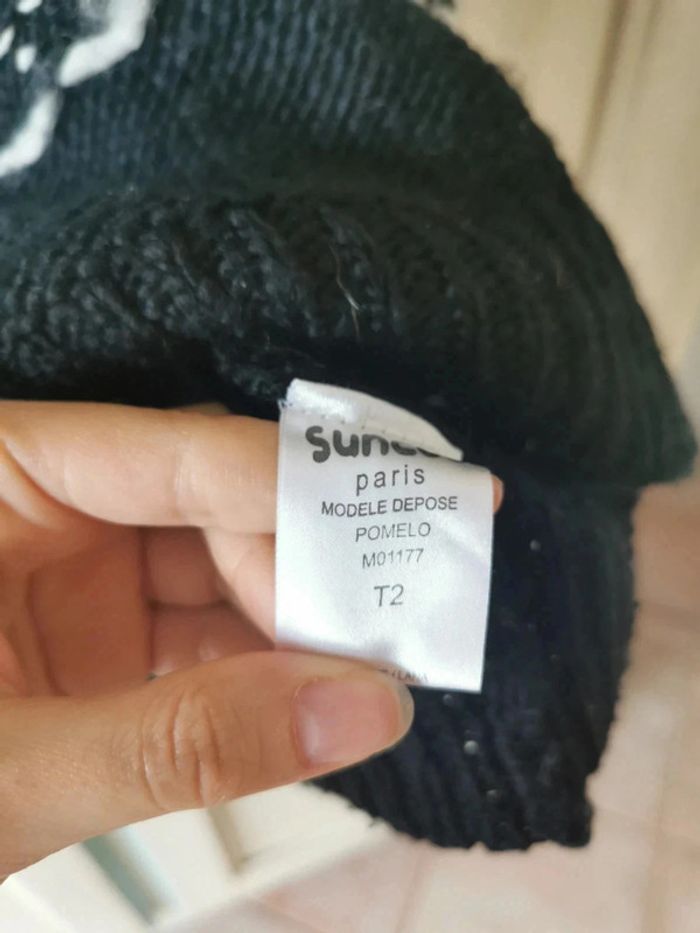 paris
MODELE DEPOSE
POMELO
M01177
T2